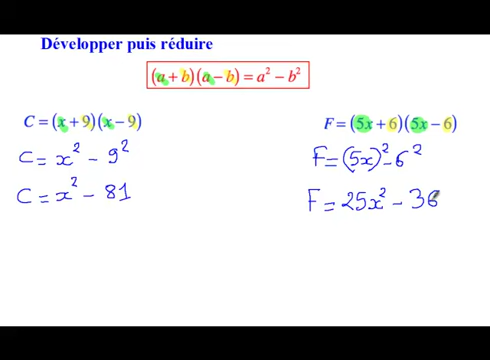 Développer puis réduire
(a + b)(a − b) = a² − b²
C = (x + 9)(x − 9)
C = x² − 9²
C = x² − 81
F = (5x + 6)(5x − 6)
F = (5x)² − 6²
F = 25x² − 36